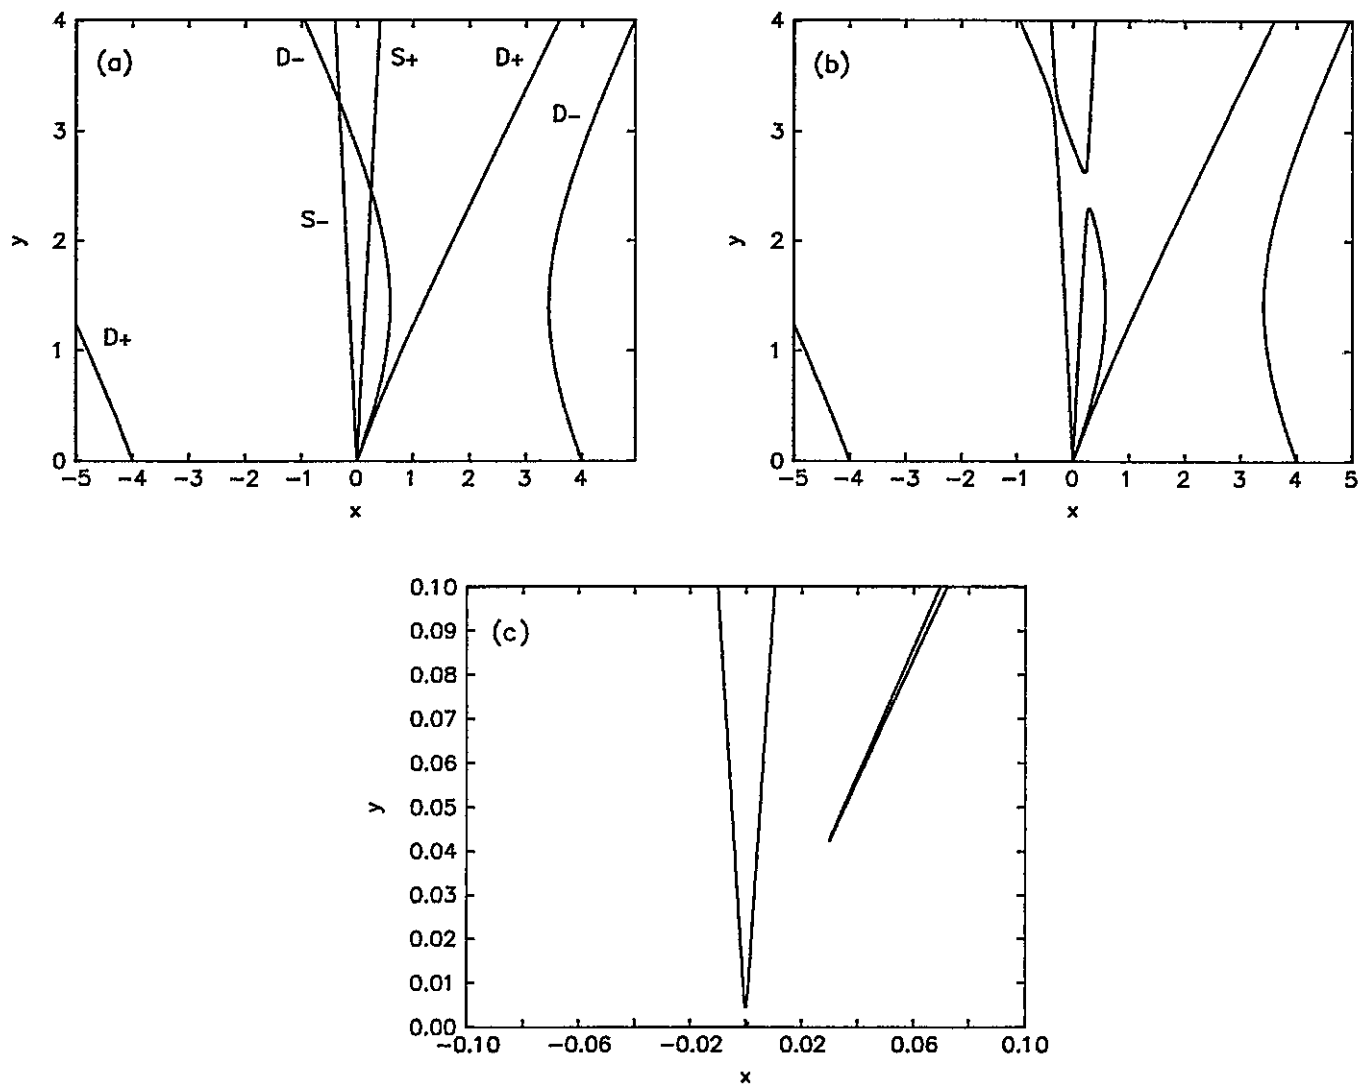 4 4
(a) D- S+ D+ (b)
D-
3 3
S-
y 2 y 2
D+
1 1
0 0
-5 -4 -3 -2 -1 0 1 2 3 4 -5 -4 -3 -2 -1 0 1 2 3 4 5
x x
0.10
(c)
0.09
0.08
0.07
0.06
y 0.05
0.04
0.03
0.02
0.01
0.00
-0.10 -0.06 -0.02 0.02 0.06 0.10
x